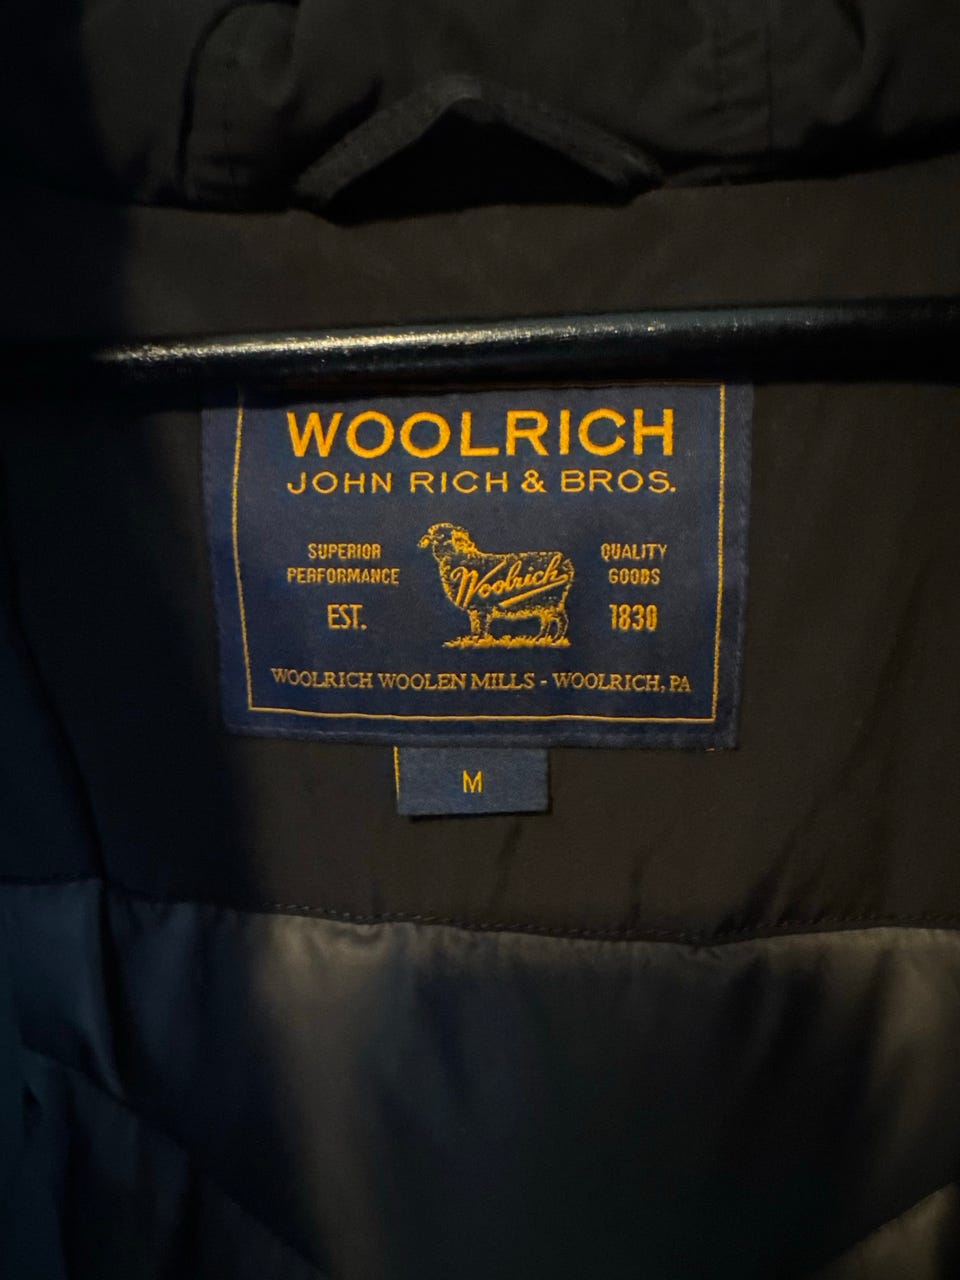 WOOLRICH
JOHN RICH & BROS.
SUPERIOR
PERFORMANCE
EST.
Woolrich
QUALITY
GOODS
1830
WOOLRICH WOOLEN MILLS - WOOLRICH, PA
M